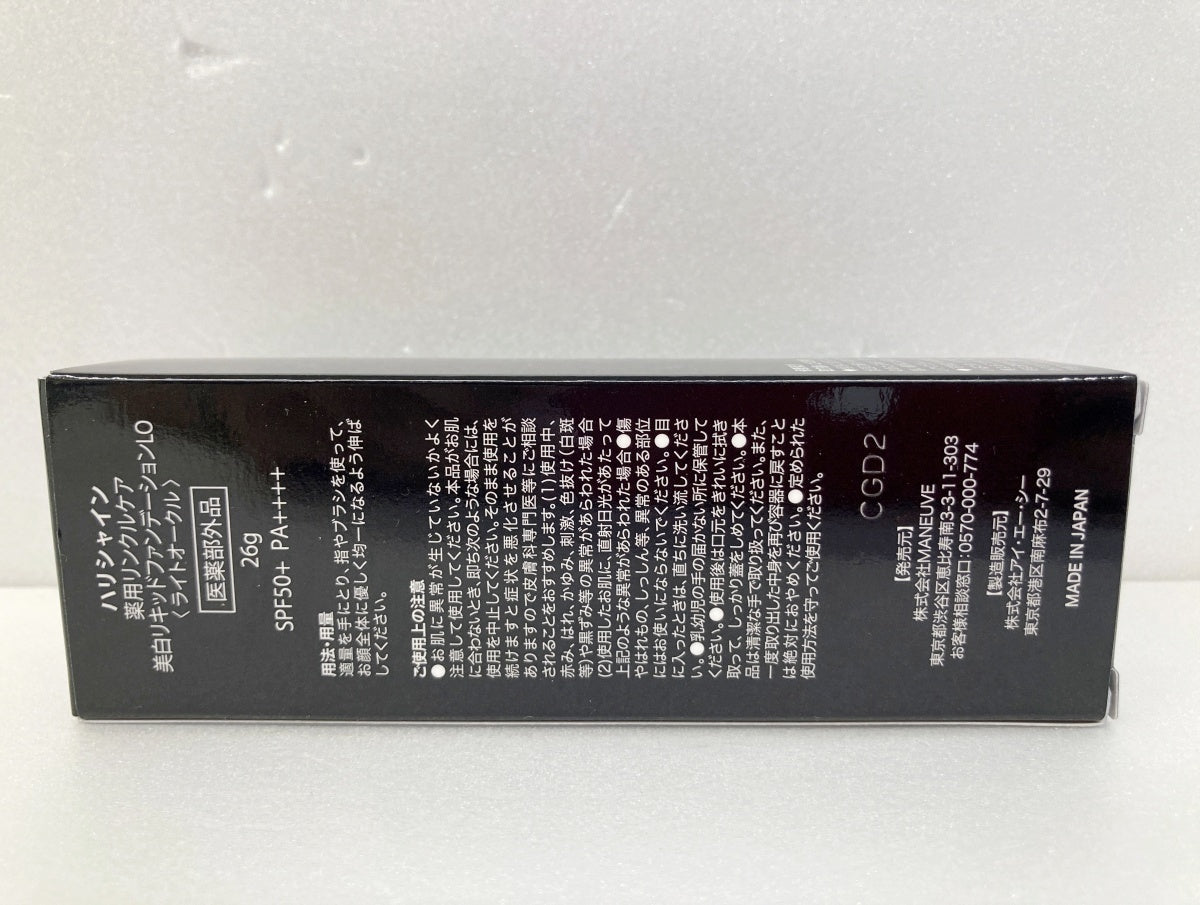 ハリシャイン
薬用リンクルケア
美白リキッドファンデーションLO
〈ライトオークル〉
医薬部外品
26g
SPF50+ PA++++
用法・用量
適量を手にとり、指やブラシを使って、
お顔全体に優しく均一になるよう伸ば
してください。
ご使用上の注意
●お肌に異常が生じていないかよく
注意して使用してください。本品がお肌
に合わないとき、即ち次のような場合には、
使用を中止してください。そのまま使用を
続けますと症状を悪化させることが
ありますので皮膚科専門医等にご相談
されることをおすすめします。(1)使用中、
赤み、はれ、かゆみ、刺激、色抜け(白斑
等)や黒ずみ等の異常があらわれた場合
(2)使用したお肌に、直射日光があたって
上記のような異常があらわれた場合●傷
やはれもの、しっしん等、異常のある部位
にはお使いにならないでください。●目
に入ったときは、直ちに洗い流してくださ
い。●乳幼児の手の届かない所に保管して
ください。●使用後は口元をきれいに拭き
取って、しっかり蓋をしめてください。●本
品は清潔な手で取り扱ってください。また、
一度取り出した中身を再び容器に戻すこと
は絶対におやめください。●定められた
使用方法を守ってご使用ください。
CGD2
【発売元】
株式会社MANEUVE
東京都渋谷区恵比寿南3-3-11-303
お客様相談窓口:0570-000-774
【製造販売元】
株式会社アイ・エー・シー
東京都港区南麻布2-7-29
MADE IN JAPAN